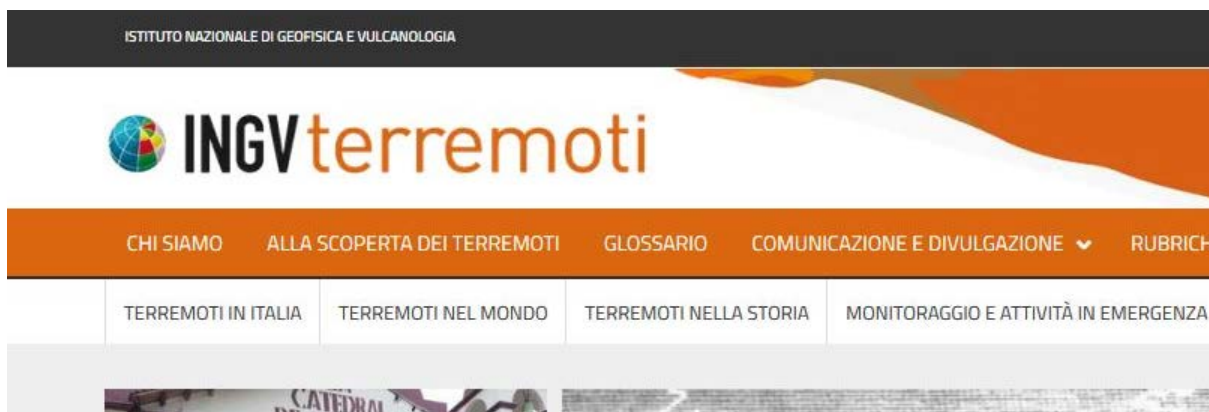 ISTITUTO NAZIONALE DI GEOFISICA E VULCANOLOGIA
INGVterremoti
CHI SIAMO ALLA SCOPERTA DEI TERREMOTI GLOSSARIO COMUNICAZIONE E DIVULGAZIONE RUBRICH
TERREMOTI IN ITALIA TERREMOTI NEL MONDO TERREMOTI NELLA STORIA MONITORAGGIO E ATTIVITÀ IN EMERGENZA
CATEDRAL